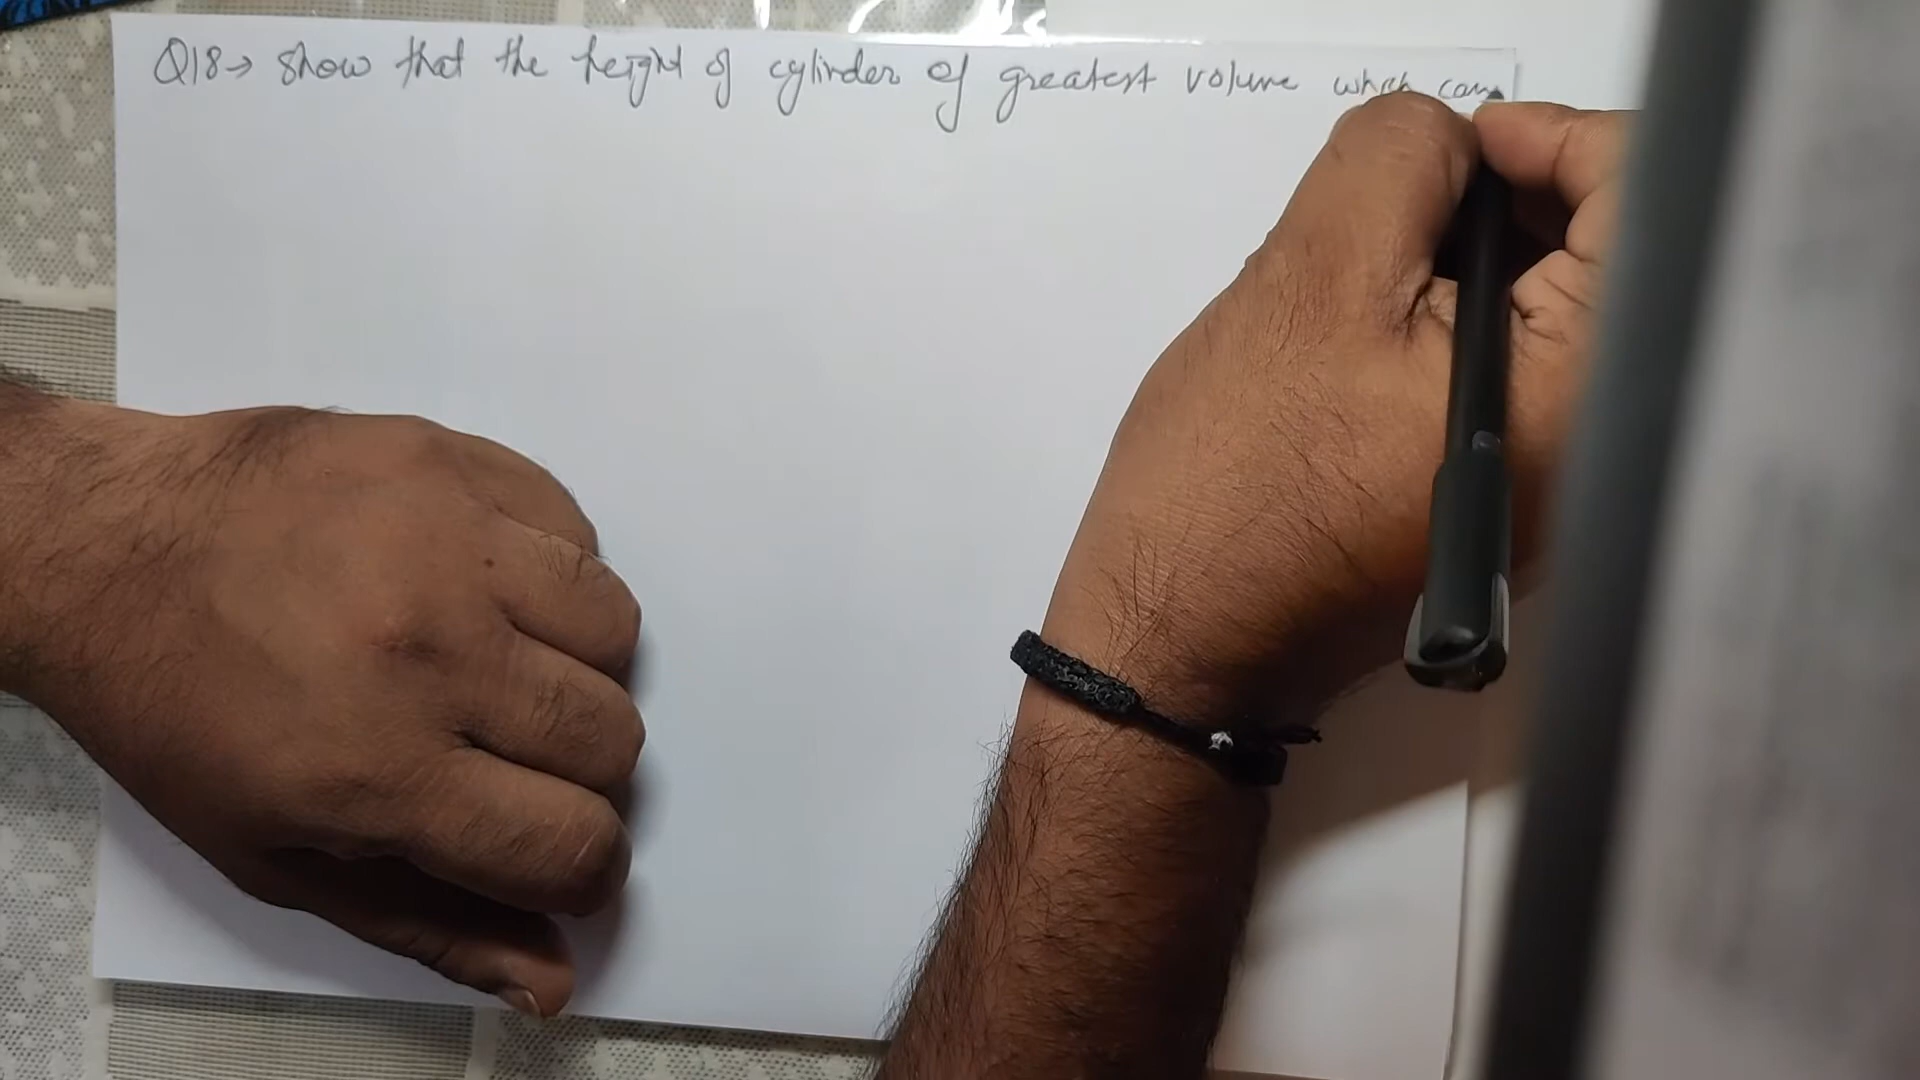 Q18→ Show that the height of cylinder of greatest volume which can